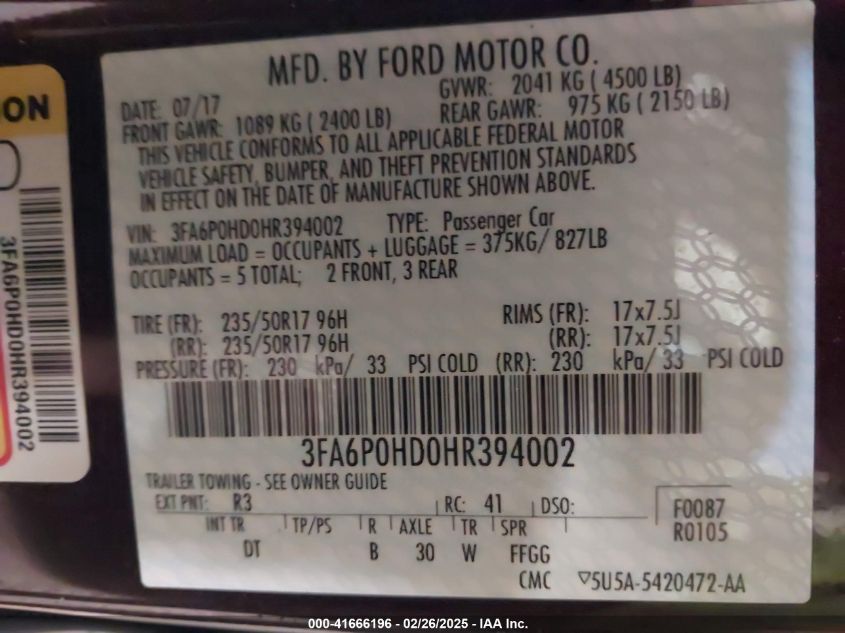 MFD. BY FORD MOTOR CO.
DATE: 07/17 GVWR: 2041 KG ( 4500 LB)
FRONT GAWR: 1089 KG ( 2400 LB) REAR GAWR: 975 KG ( 2150 LB)
THIS VEHICLE CONFORMS TO ALL APPLICABLE FEDERAL MOTOR
VEHICLE SAFETY, BUMPER, AND THEFT PREVENTION STANDARDS
IN EFFECT ON THE DATE OF MANUFACTURE SHOWN ABOVE.
VIN: 3FA6P0HD0HR394002 TYPE: Passenger Car
MAXIMUM LOAD = OCCUPANTS + LUGGAGE = 375KG/ 827LB
OCCUPANTS = 5 TOTAL; 2 FRONT, 3 REAR
TIRE (FR): 235/50R17 96H RIMS (FR): 17x7.5J
(RR): 235/50R17 96H (RR): 17x7.5J
PRESSURE (FR): 230 kPa/ 33 PSI COLD (RR): 230 kPa/ 33 PSI COLD
3FA6P0HD0HR394002
TRAILER TOWING - SEE OWNER GUIDE
EXT PNT: R3 RC: 41 DSO: F0087
INT TR TP/PS R AXLE TR SPR R0105
DT B 30 W FFGG
CMC ▽5U5A-5420472-AA
ON
3FA6P0HD0HR394002
000-41666196 - 02/26/2025 - IAA Inc.